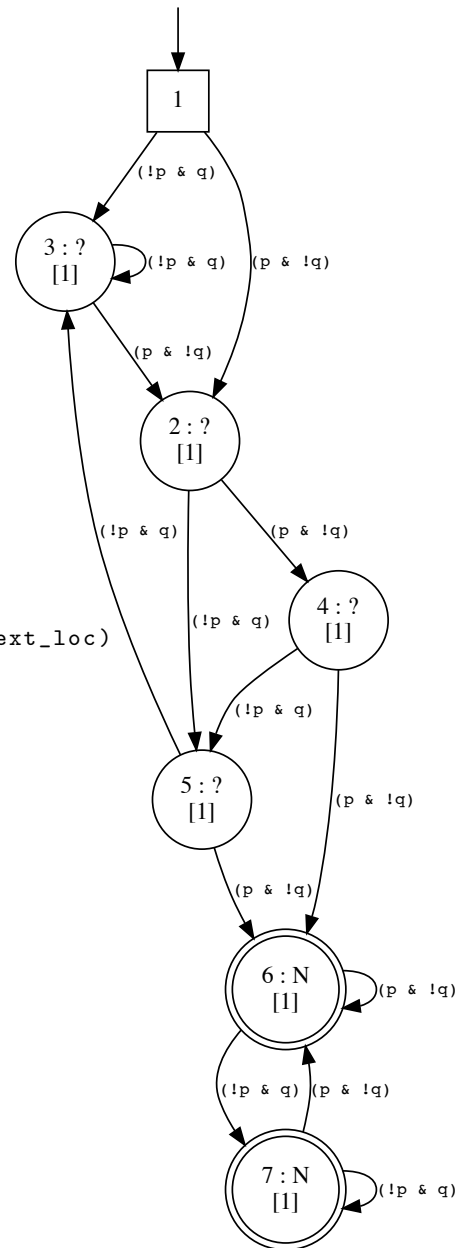 1
(!p & q)
3 : ?
[1]
(!p & q)
(p & !q)
(p & !q)
2 : ?
[1]
(!p & q)
(p & !q)
ext_loc)
(!p & q)
4 : ?
[1]
(!p & q)
5 : ?
[1]
(p & !q)
(p & !q)
6 : N
[1]
(p & !q)
(!p & q)
(p & !q)
7 : N
[1]
(!p & q)